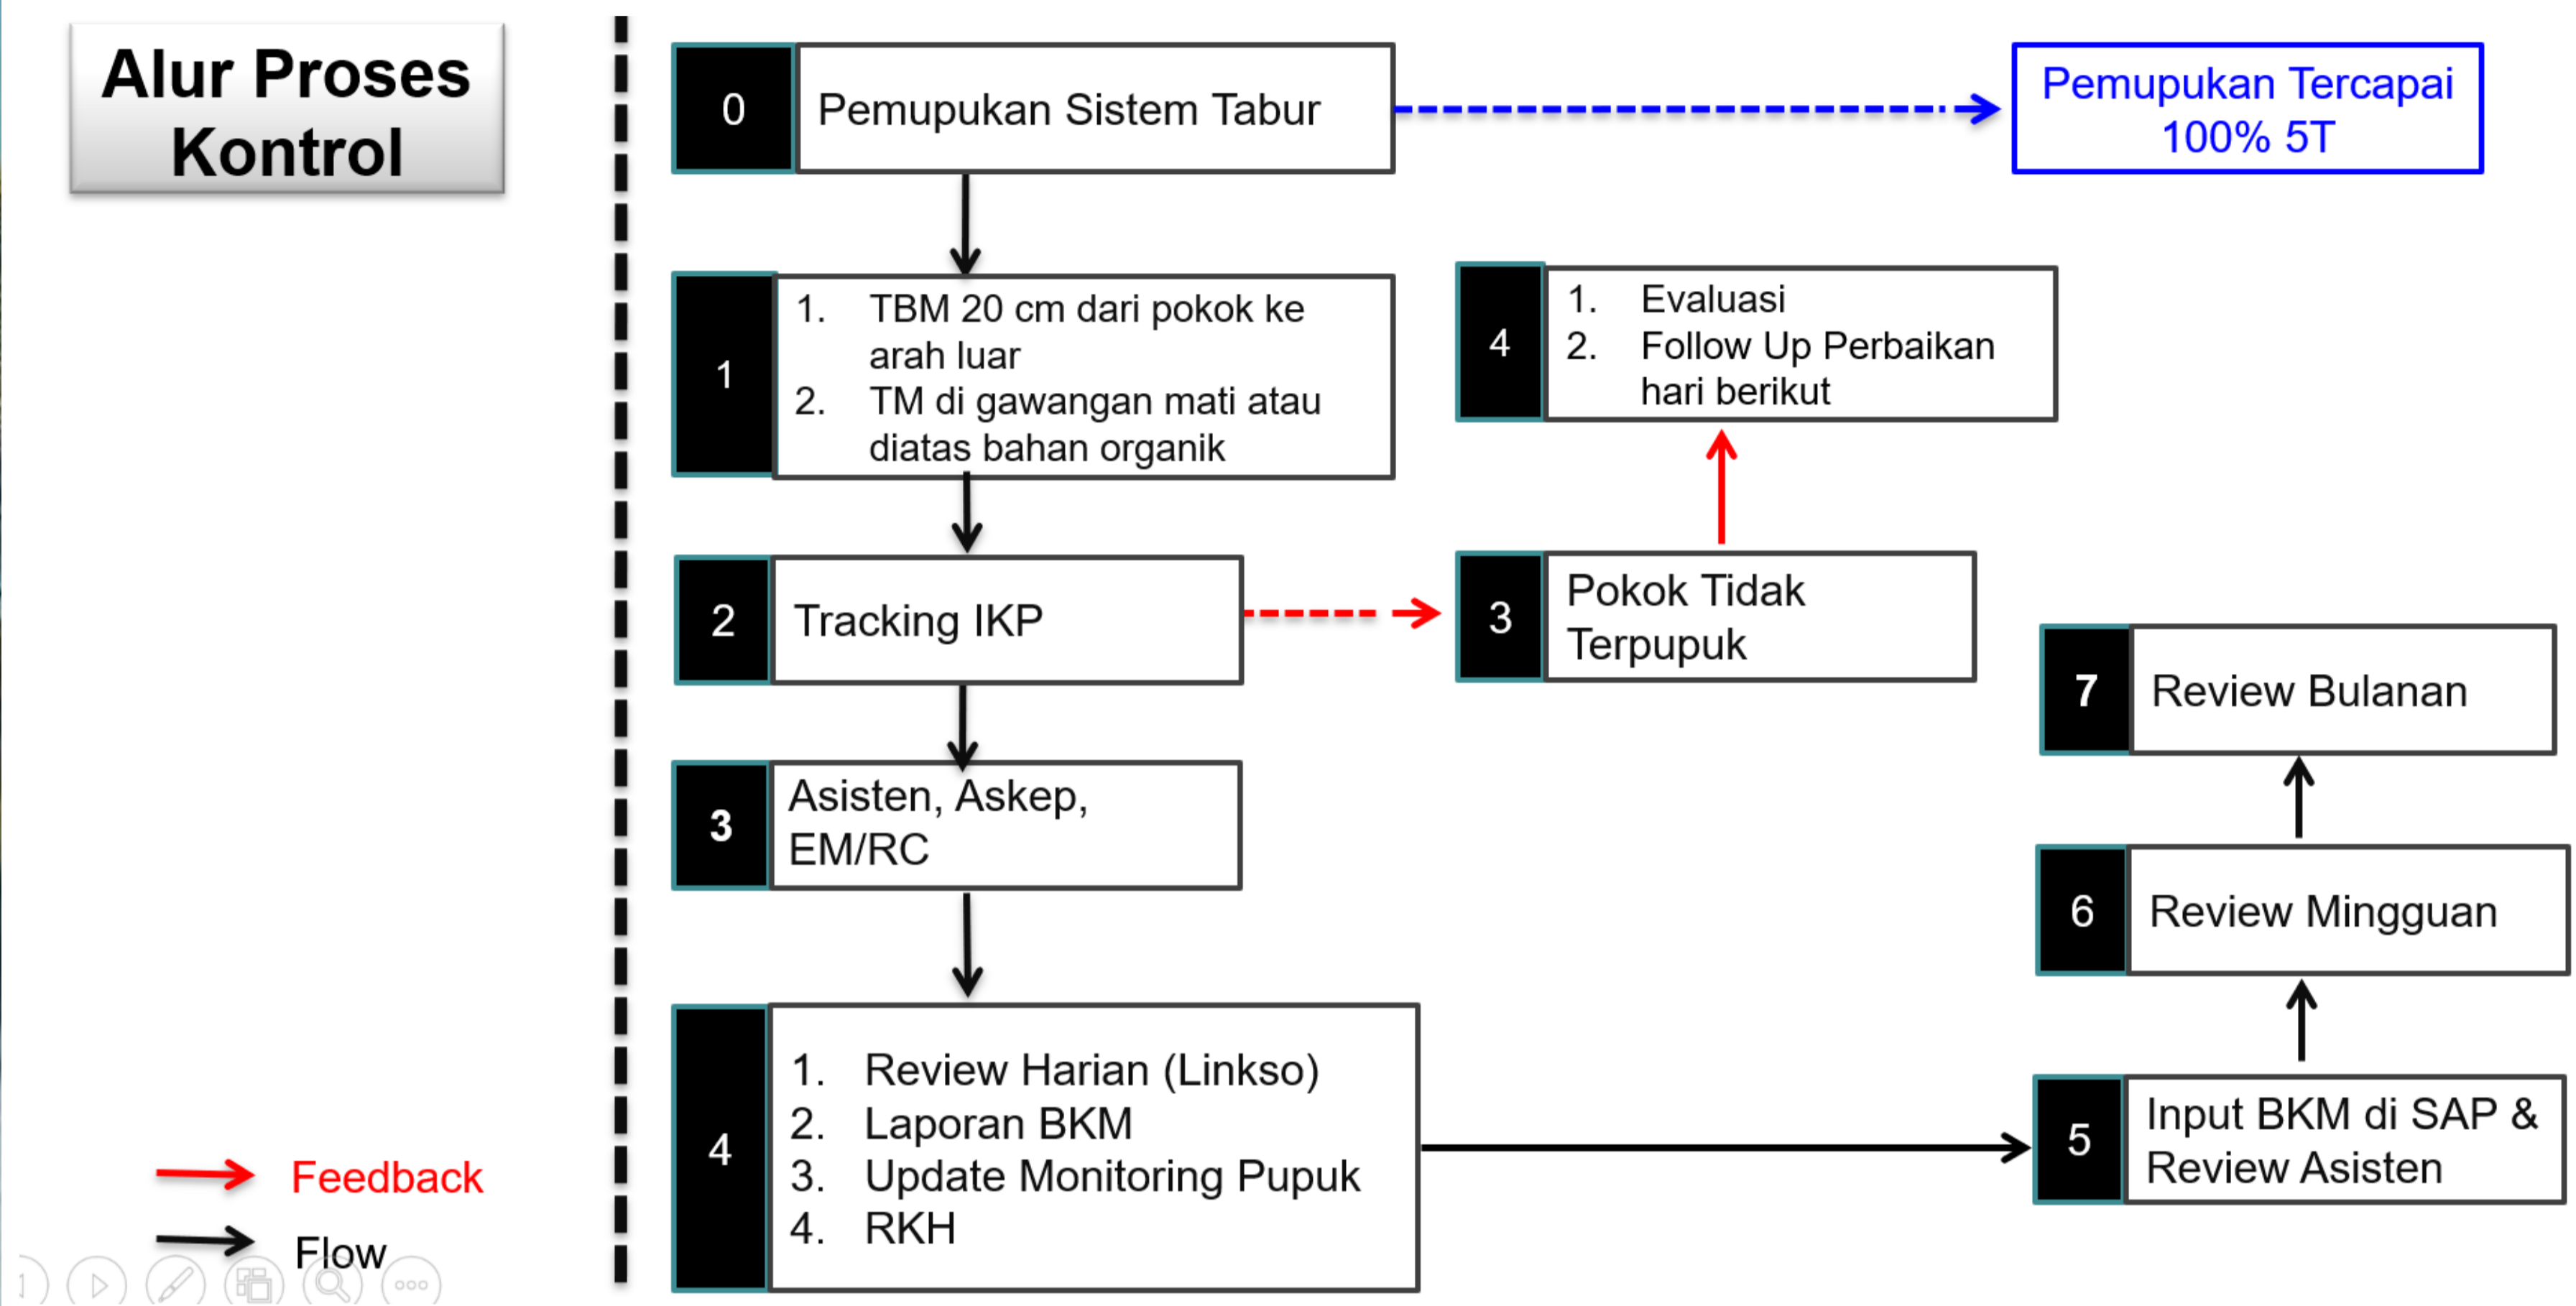 Alur Proses
Kontrol
0
Pemupukan Sistem Tabur
Pemupukan Tercapai
100% 5T
1
1. TBM 20 cm dari pokok ke
arah luar
2. TM di gawangan mati atau
diatas bahan organik
4
1. Evaluasi
2. Follow Up Perbaikan
hari berikut
2
Tracking IKP
3
Pokok Tidak
Terpupuk
3
Asisten, Askep,
EM/RC
4
1. Review Harian (Linkso)
2. Laporan BKM
3. Update Monitoring Pupuk
4. RKH
7
Review Bulanan
6
Review Mingguan
5
Input BKM di SAP &
Review Asisten
Feedback
Flow